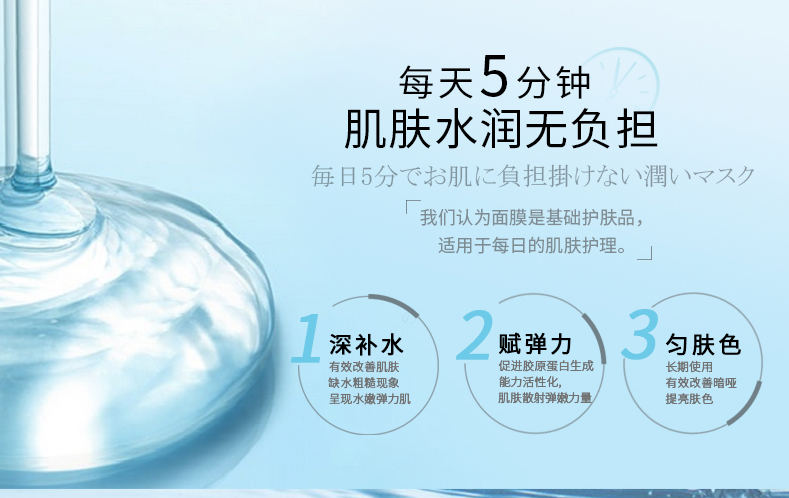 每天5分钟
肌肤水润无负担
毎日5分でお肌に負担掛けない潤いマスク
「我们认为面膜是基础护肤品，
适用于每日的肌肤护理。」
1 深补水
有效改善肌肤
缺水粗糙现象
呈现水嫩弹力肌
2 赋弹力
促进胶原蛋白生成
能力活性化,
肌肤散射弹嫩力量
3 匀肤色
长期使用
有效改善暗哑
提亮肤色